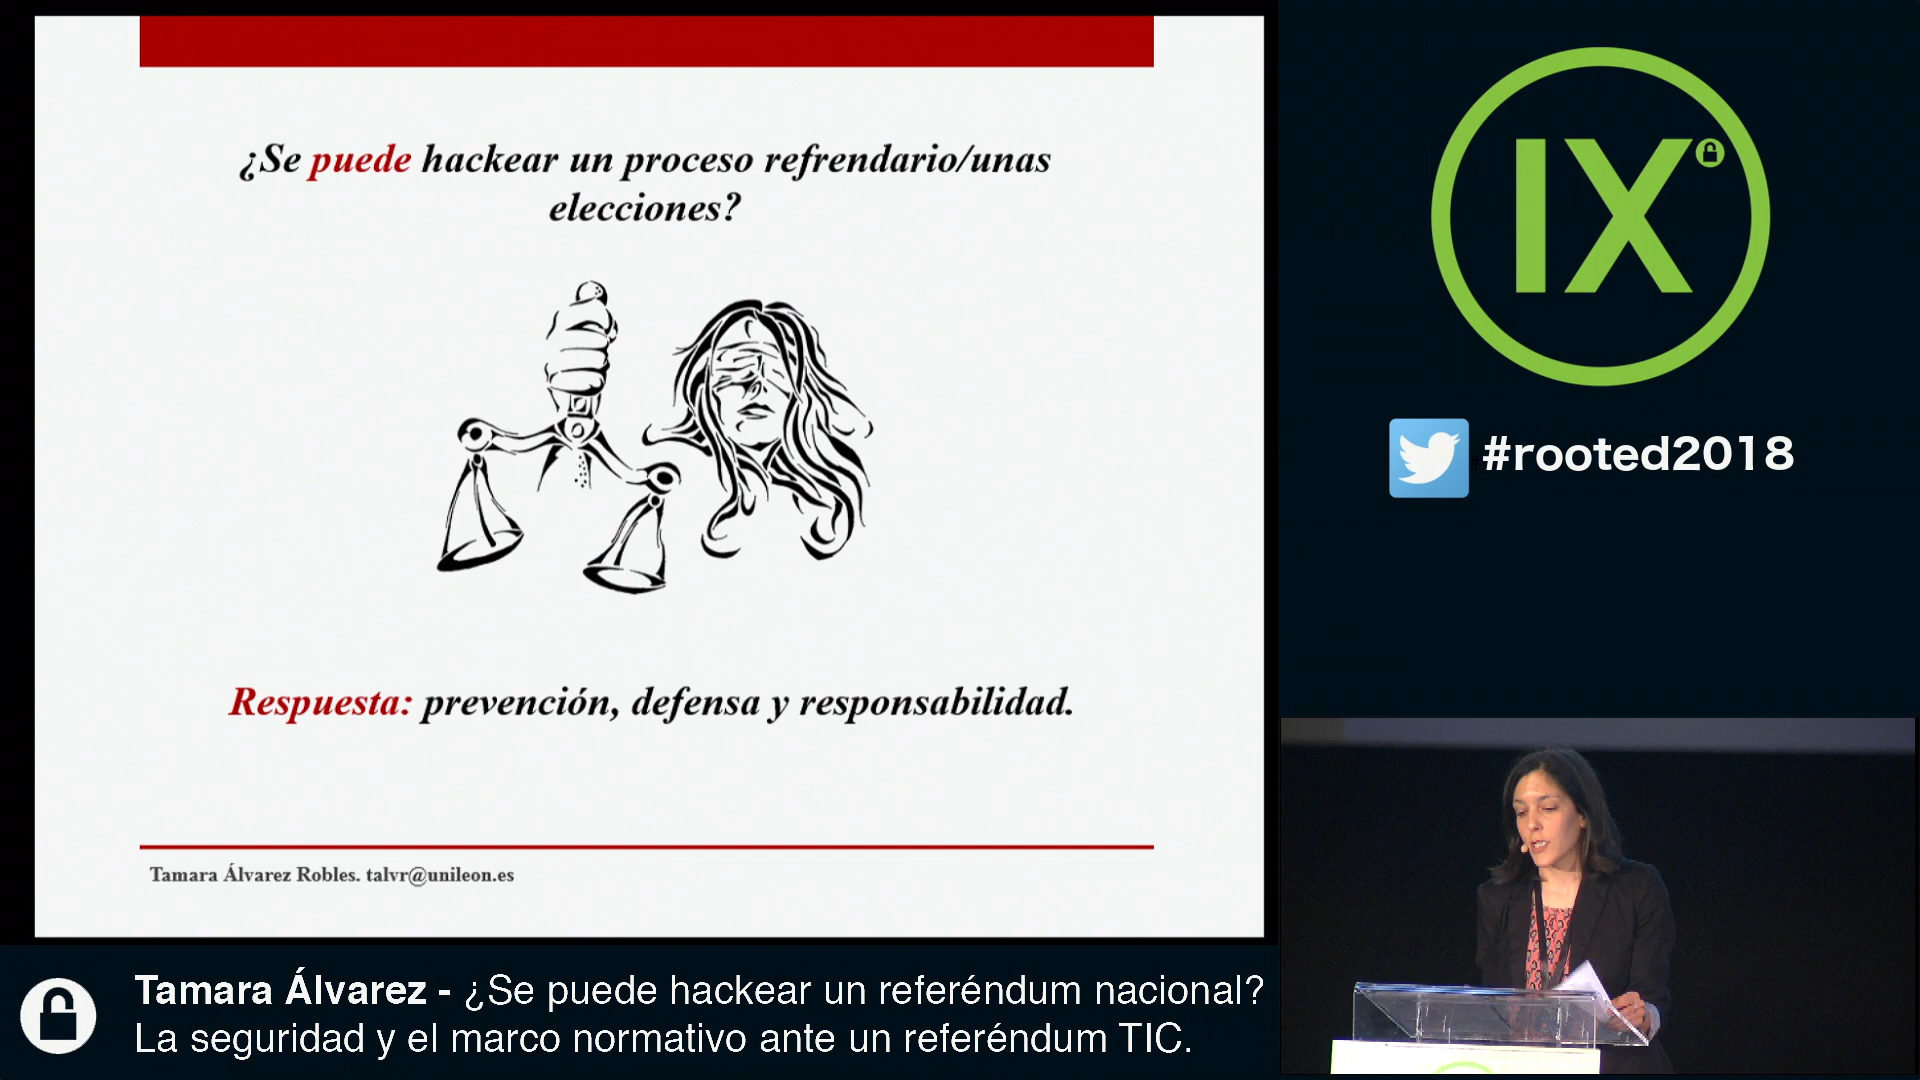 ¿Se puede hackear un proceso refrendario/unas
elecciones?
Respuesta: prevención, defensa y responsabilidad.
Tamara Álvarez Robles. talvr@unileon.es
IX
#rooted2018
Tamara Álvarez - ¿Se puede hackear un referéndum nacional?
La seguridad y el marco normativo ante un referéndum TIC.